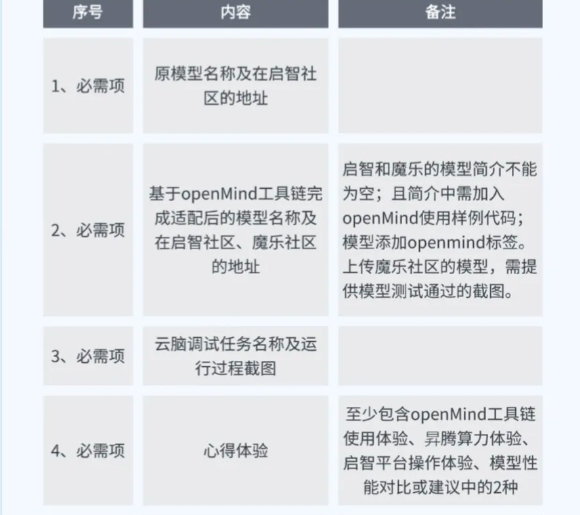 序号
内容
备注
1、必需项
原模型名称及在启智社
区的地址
2、必需项
基于openMind工具链完
成适配后的模型名称及
在启智社区、魔乐社区
的地址
启智和魔乐的模型简介不能
为空；且简介中需加入
openMind使用样例代码；
模型添加openmind标签。
上传魔乐社区的模型，需提
供模型测试通过的截图。
3、必需项
云脑调试任务名称及运
行过程截图
4、必需项
心得体验
至少包含openMind工具链
使用体验、昇腾算力体验、
启智平台操作体验、模型性
能对比或建议中的2种